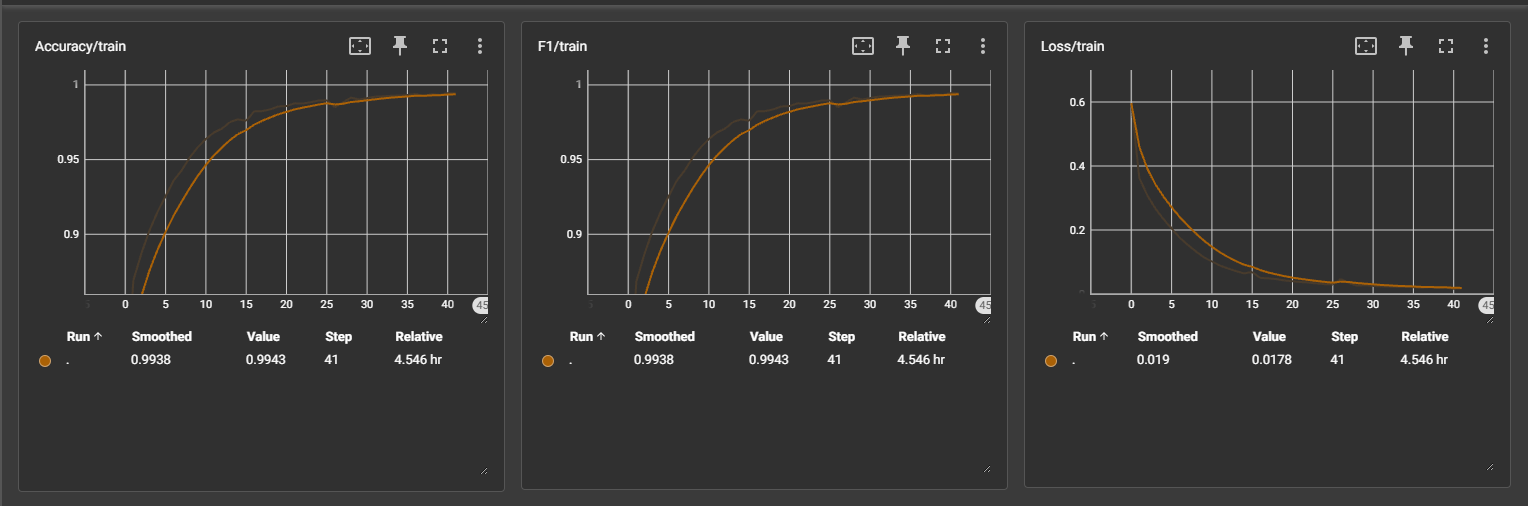 Accuracy/train
1
0.95
0.9
0 5 10 15 20 25 30 35 40 45
Run ↑ Smoothed Value Step Relative
. 0.9938 0.9943 41 4.546 hr
F1/train
1
0.95
0.9
0 5 10 15 20 25 30 35 40 45
Run ↑ Smoothed Value Step Relative
. 0.9938 0.9943 41 4.546 hr
Loss/train
0.6
0.4
0.2
0 5 10 15 20 25 30 35 40 45
Run ↑ Smoothed Value Step Relative
. 0.019 0.0178 41 4.546 hr